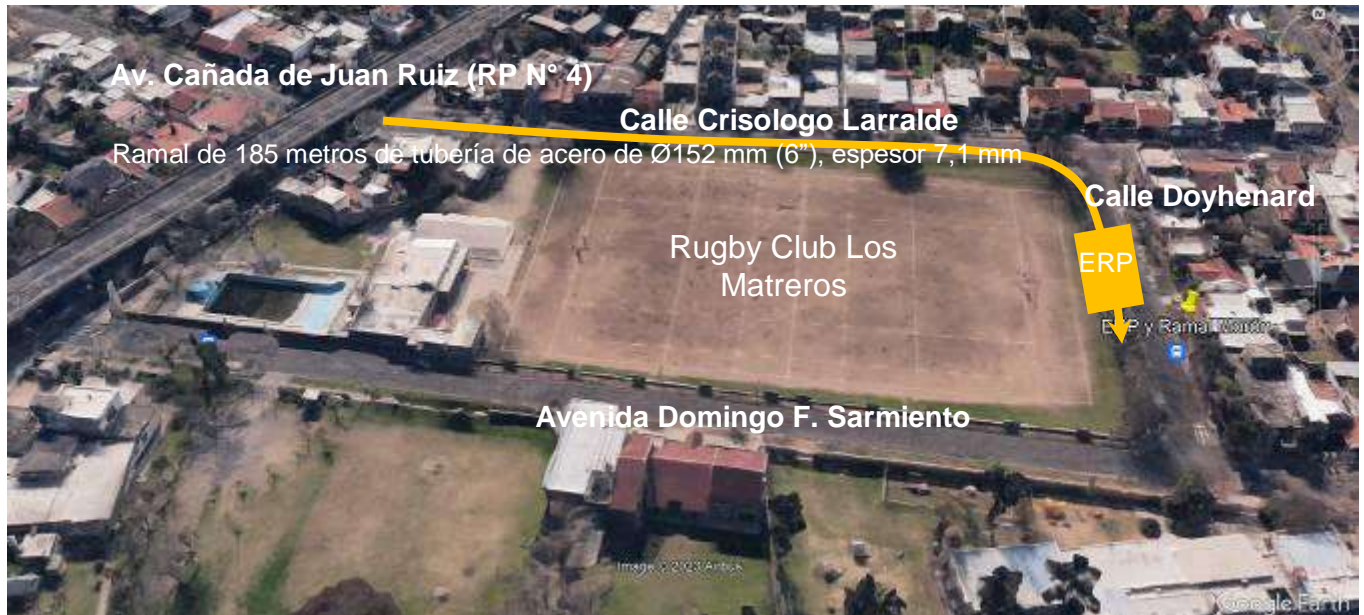 Av. Cañada de Juan Ruiz (RP N° 4)
Calle Crisologo Larralde
Ramal de 185 metros de tubería de acero de Ø152 mm (6”), espesor 7,1 mm
Calle Doyhenard
Rugby Club Los
Matreros
ERP
y Ramal
Avenida Domingo F. Sarmiento
Image © 2023 Airbus
Google Earth